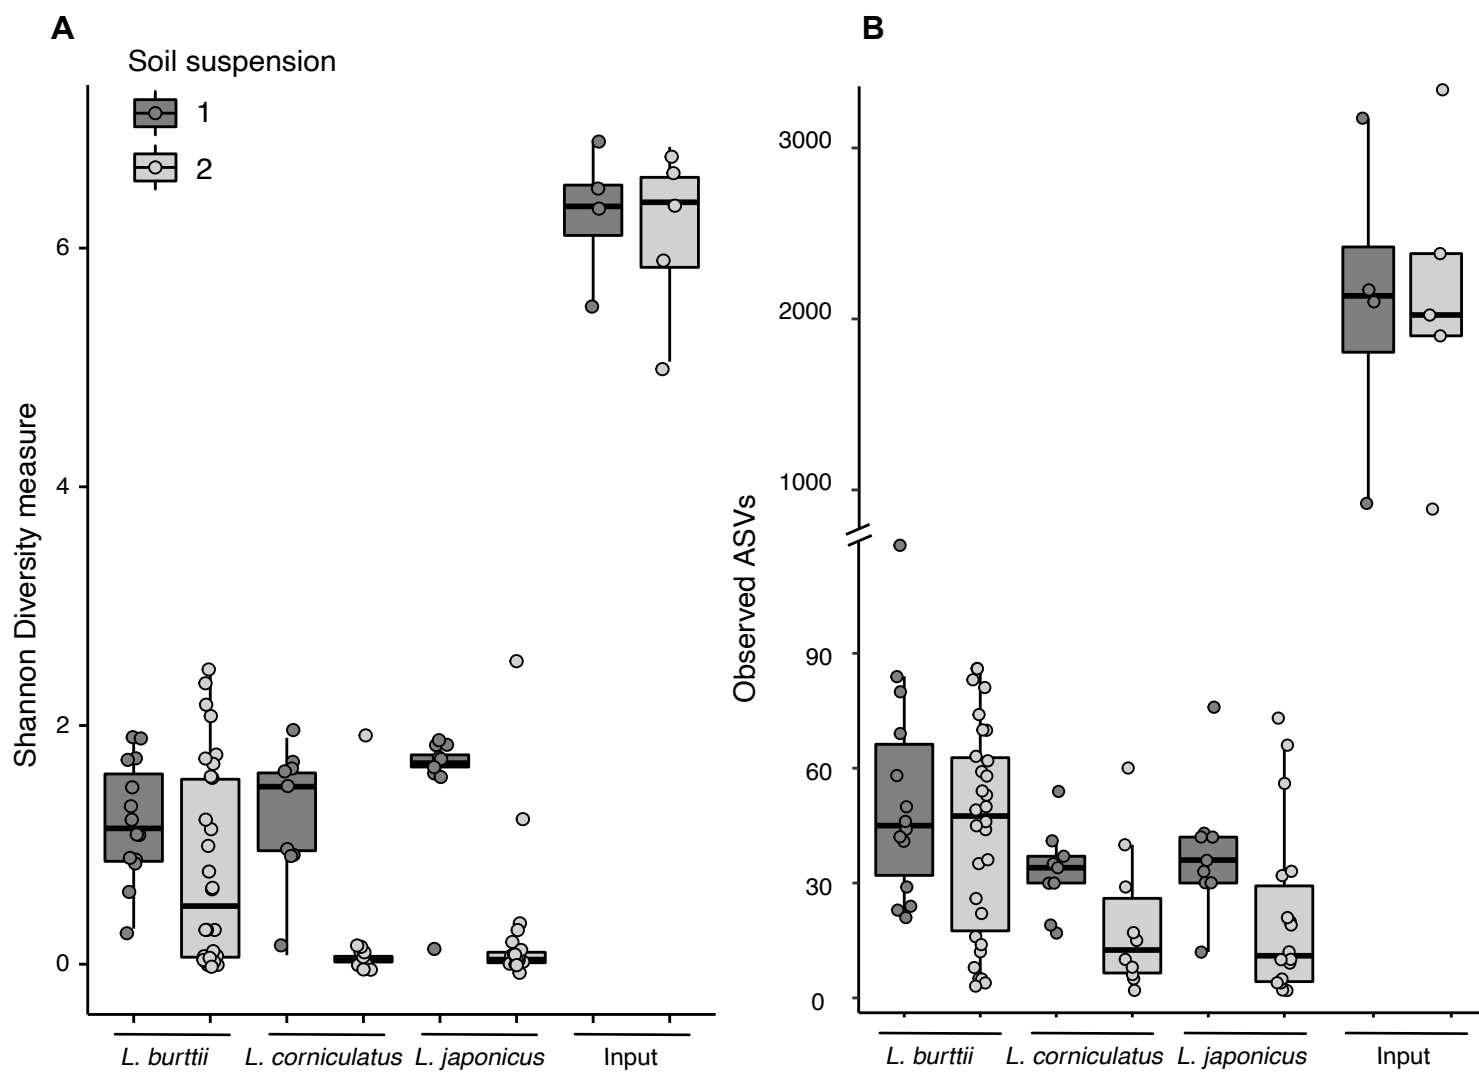 A
Soil suspension
1
2
Shannon Diversity measure
6
4
2
0
L. burttii L. corniculatus L. japonicus Input
B
Observed ASVs
3000
2000
1000
90
60
30
0
L. burttii L. corniculatus L. japonicus Input